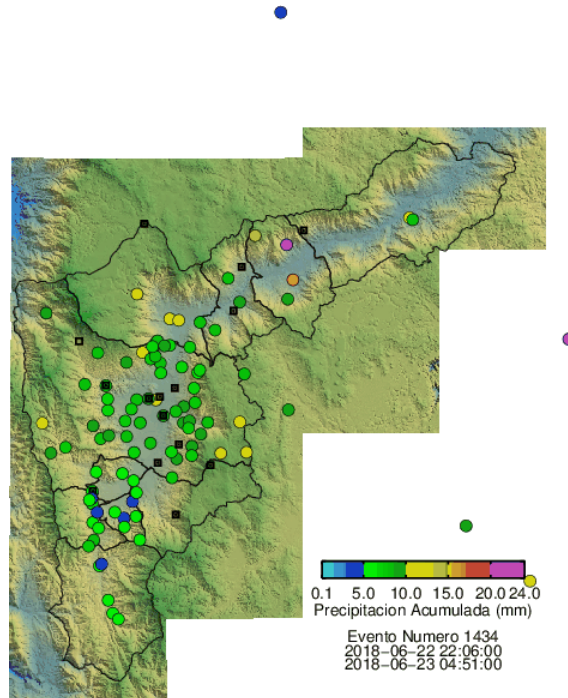 0.1 5.0 10.0 15.0 20.0 24.0
Precipitacion Acumulada (mm)
Evento Numero 1434
2018−06−22 22:06:00
2018−06−23 04:51:00